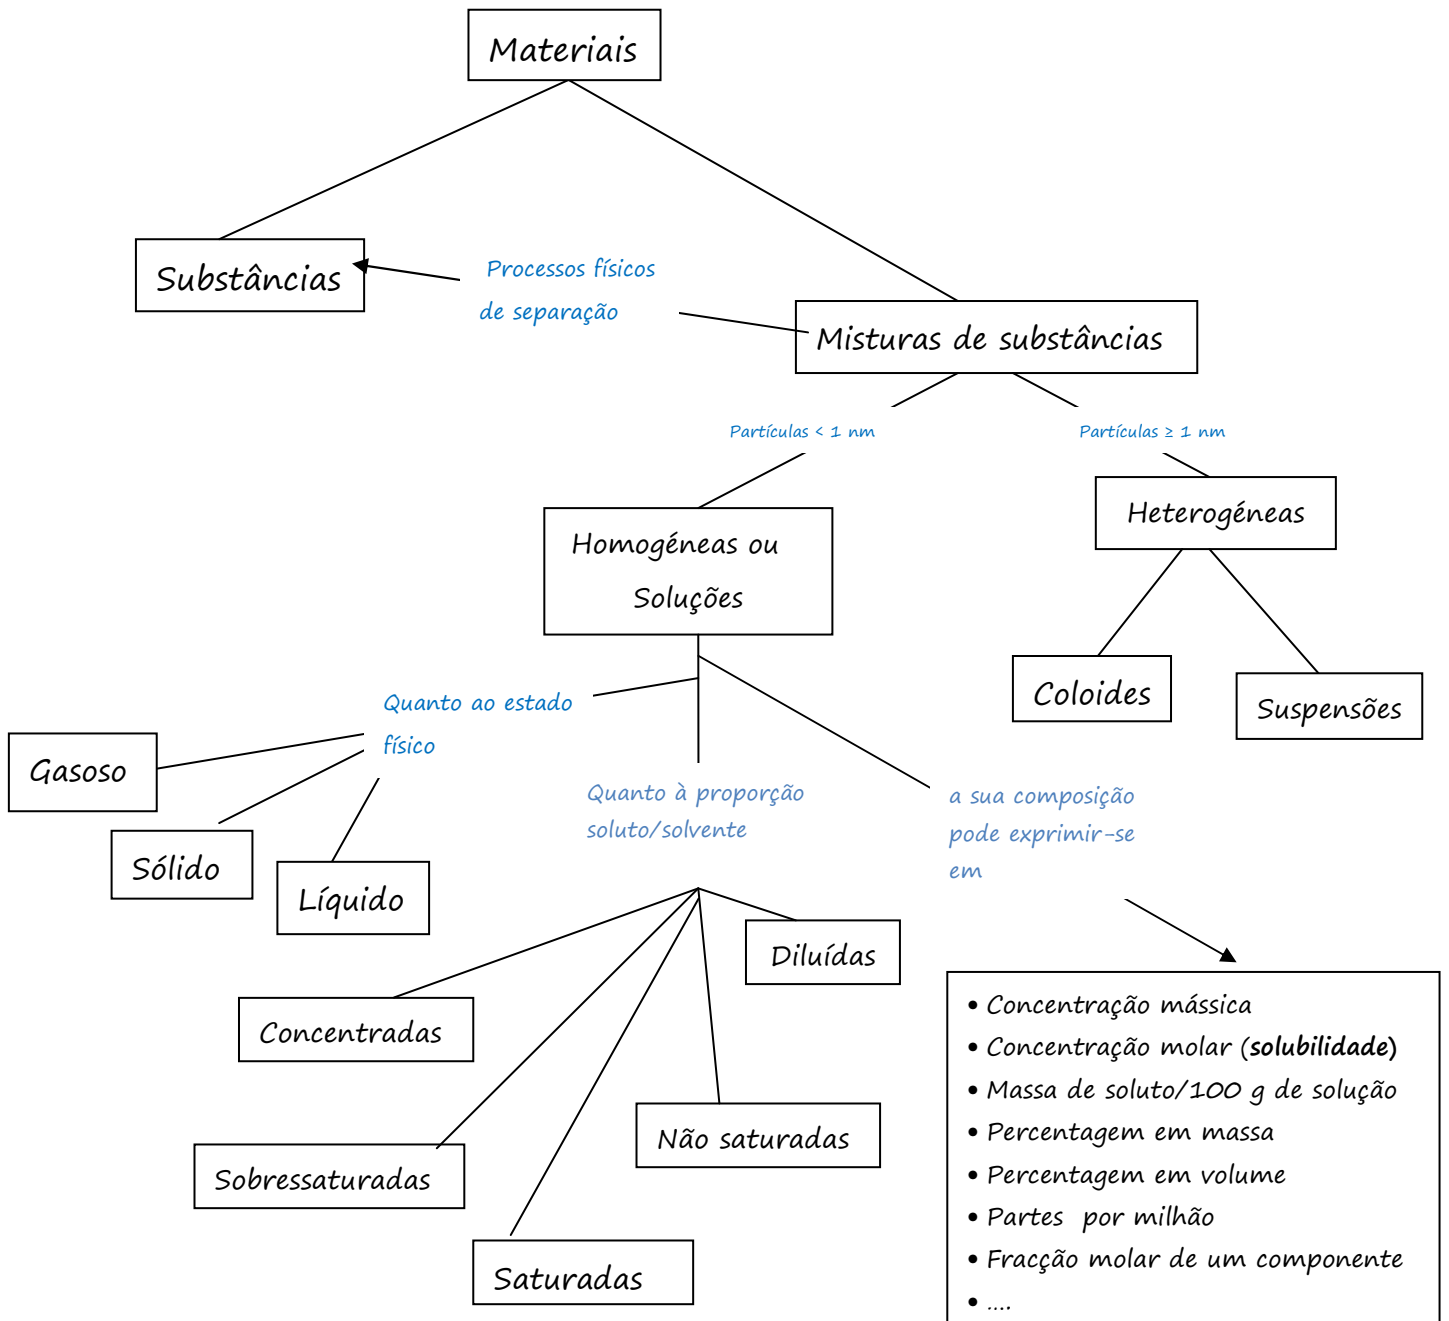 Materiais
Substâncias
Processos físicos
de separação
Misturas de substâncias
Partículas < 1 nm
Partículas ≥ 1 nm
Heterogéneas
Homogéneas ou
Soluções
Coloides
Suspensões
Quanto ao estado
físico
Gasoso
Sólido
Líquido
Quanto à proporção
soluto/solvente
a sua composição
pode exprimir-se
em
Diluídas
Concentradas
Não saturadas
Sobressaturadas
Saturadas
• Concentração mássica
• Concentração molar (solubilidade)
• Massa de soluto/100 g de solução
• Percentagem em massa
• Percentagem em volume
• Partes  por milhão
• Fracção molar de um componente
• ....